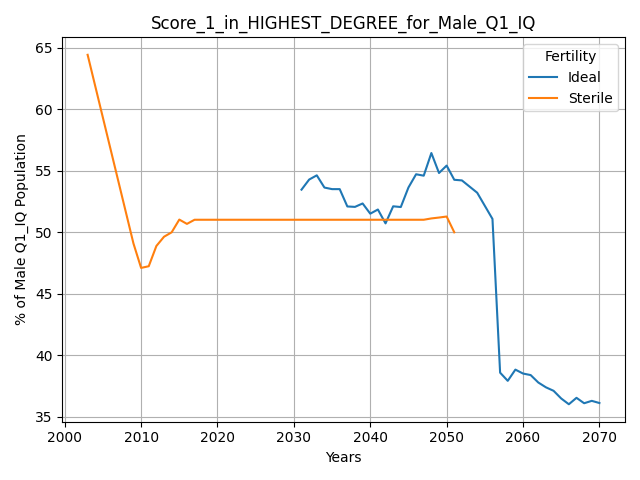 Score_1_in_HIGHEST_DEGREE_for_Male_Q1_IQ
Fertility
Ideal
Sterile
% of Male Q1_IQ Population
65
60
55
50
45
40
35
2000 2010 2020 2030 2040 2050 2060 2070
Years